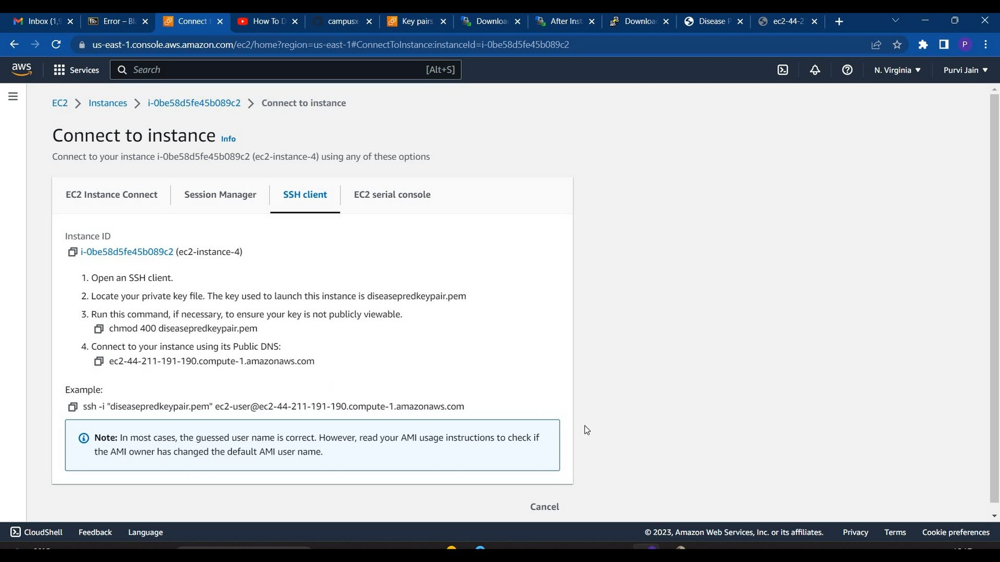 Inbox (1,9
Error – Bl
Connect t
How To D
campusx-
Key pairs
Downloa
After Inst
Downloa
Disease P
ec2-44-2
us-east-1.console.aws.amazon.com/ec2/home?region=us-east-1#ConnectToInstance:instanceId=i-0be58d5fe45b089c2
P
aws
Services
Search
[Alt+S]
N. Virginia
Purvi Jain
EC2
Instances
i-0be58d5fe45b089c2
Connect to instance
Connect to instance Info
Connect to your instance i-0be58d5fe45b089c2 (ec2-instance-4) using any of these options
EC2 Instance Connect
Session Manager
SSH client
EC2 serial console
Instance ID
i-0be58d5fe45b089c2 (ec2-instance-4)
1. Open an SSH client.
2. Locate your private key file. The key used to launch this instance is diseasepredkeypair.pem
3. Run this command, if necessary, to ensure your key is not publicly viewable.
chmod 400 diseasepredkeypair.pem
4. Connect to your instance using its Public DNS:
ec2-44-211-191-190.compute-1.amazonaws.com
Example:
ssh -i "diseasepredkeypair.pem" ec2-user@ec2-44-211-191-190.compute-1.amazonaws.com
Note: In most cases, the guessed user name is correct. However, read your AMI usage instructions to check if
the AMI owner has changed the default AMI user name.
Cancel
CloudShell
Feedback
Language
© 2023, Amazon Web Services, Inc. or its affiliates.
Privacy
Terms
Cookie preferences